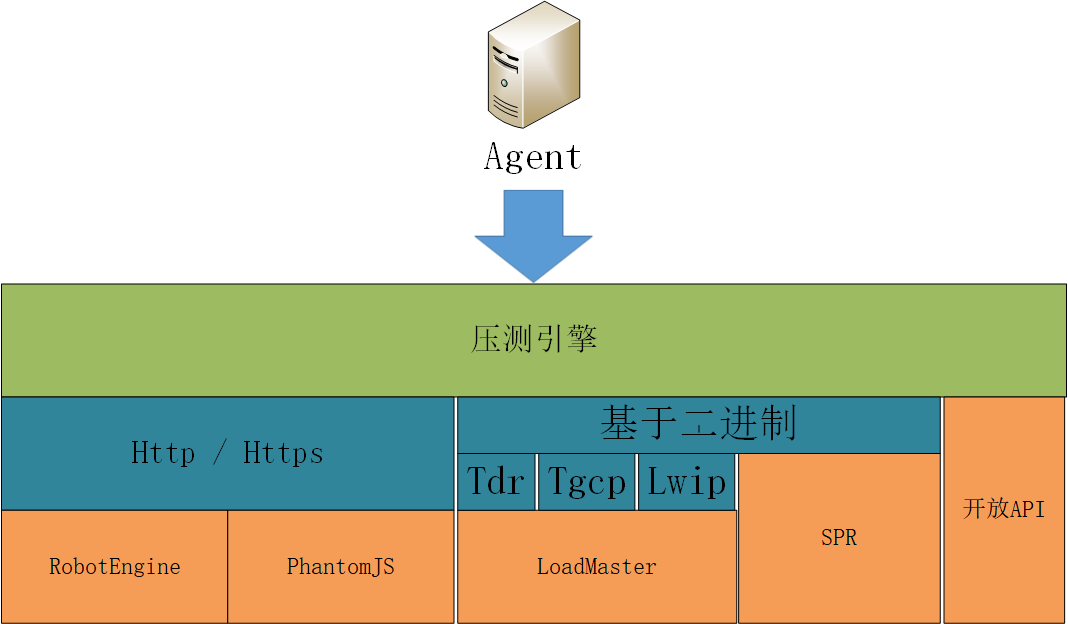 Agent
压测引擎
Http / Https
基于二进制
Tdr
Tgcp
Lwip
RobotEngine
PhantomJS
LoadMaster
SPR
开放API